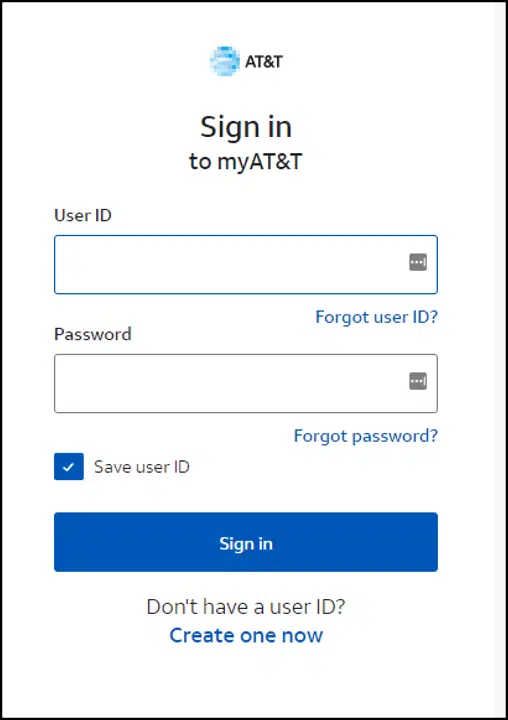 AT&T
Sign in
to myAT&T
User ID
Forgot user ID?
Password
Forgot password?
Save user ID
Sign in
Don't have a user ID?
Create one now